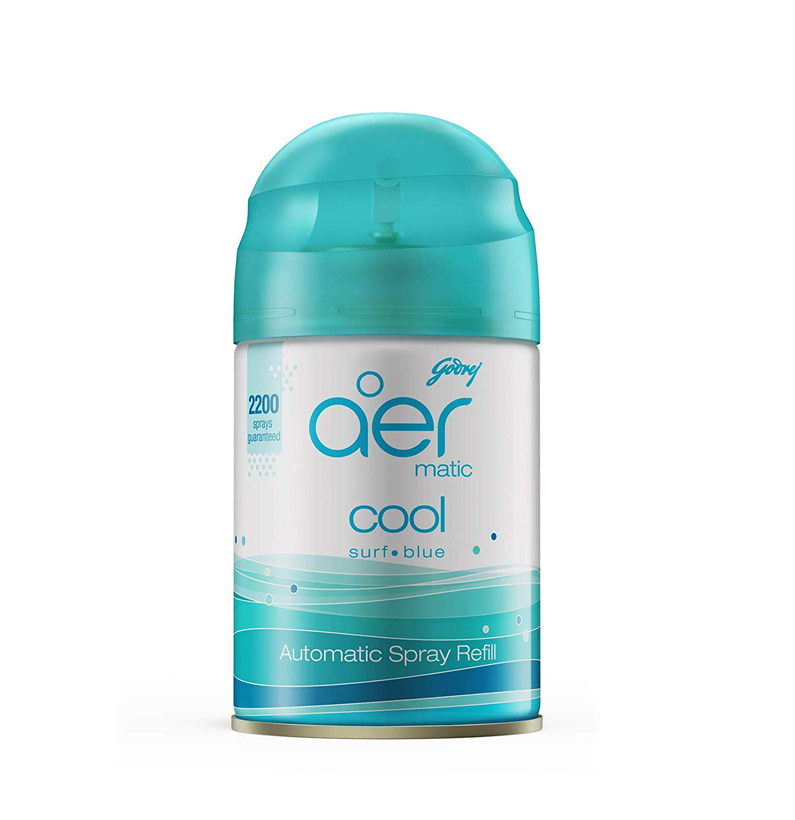 Godrej
aer
matic
2200
sprays
guaranteed
cool
surf•blue
Automatic Spray Refill